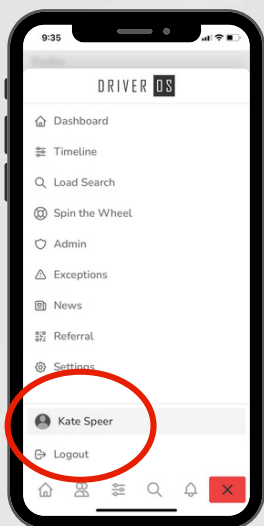 9:35
DRIVER OS
Dashboard
Timeline
Load Search
Spin the Wheel
Admin
Exceptions
News
Referral
Settings
Kate Speer
Logout